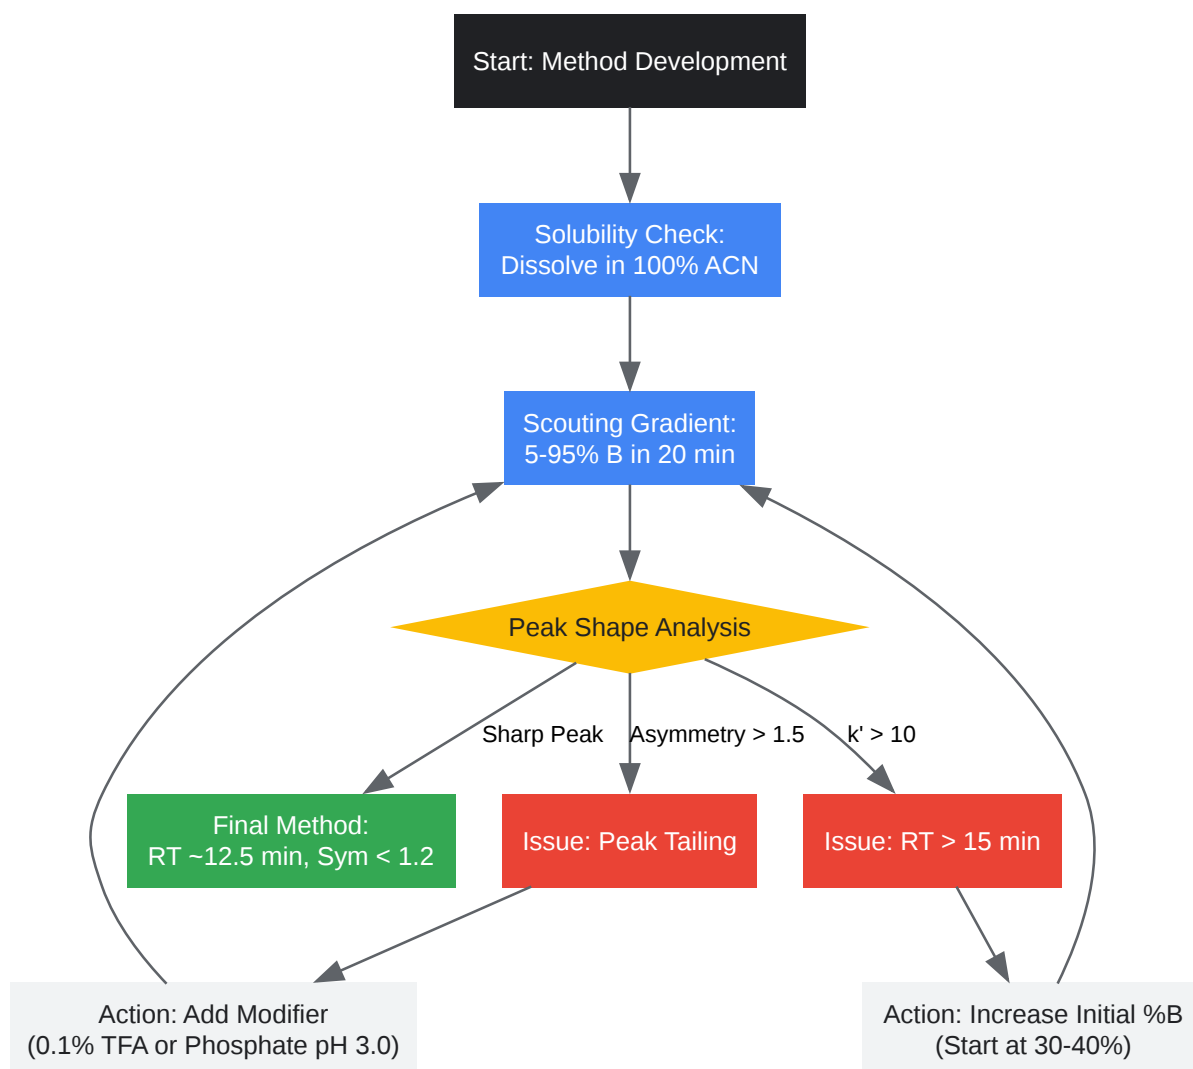 Start: Method Development
Solubility Check:
Dissolve in 100% ACN
Scouting Gradient:
5-95% B in 20 min
Peak Shape Analysis
Sharp Peak
Asymmetry > 1.5
k' > 10
Final Method:
RT ~12.5 min, Sym < 1.2
Issue: Peak Tailing
Issue: RT > 15 min
Action: Add Modifier
(0.1% TFA or Phosphate pH 3.0)
Action: Increase Initial %B
(Start at 30-40%)